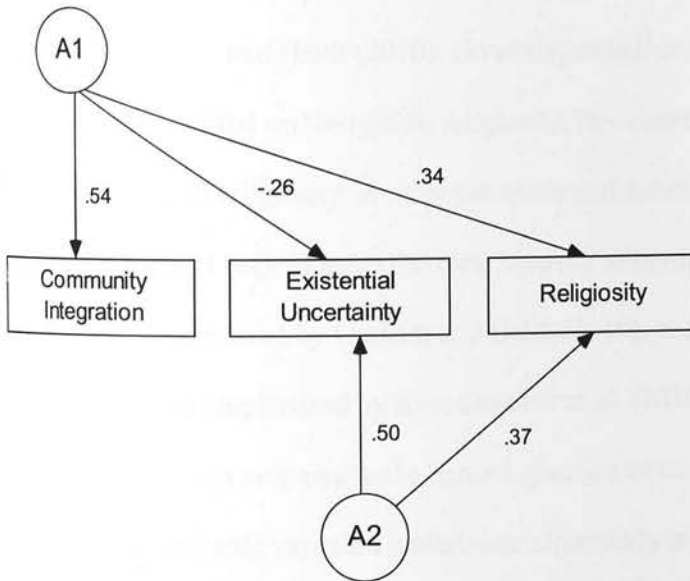 A1
.54
-.26
.34
Community
Integration
Existential
Uncertainty
Religiosity
.50
.37
A2